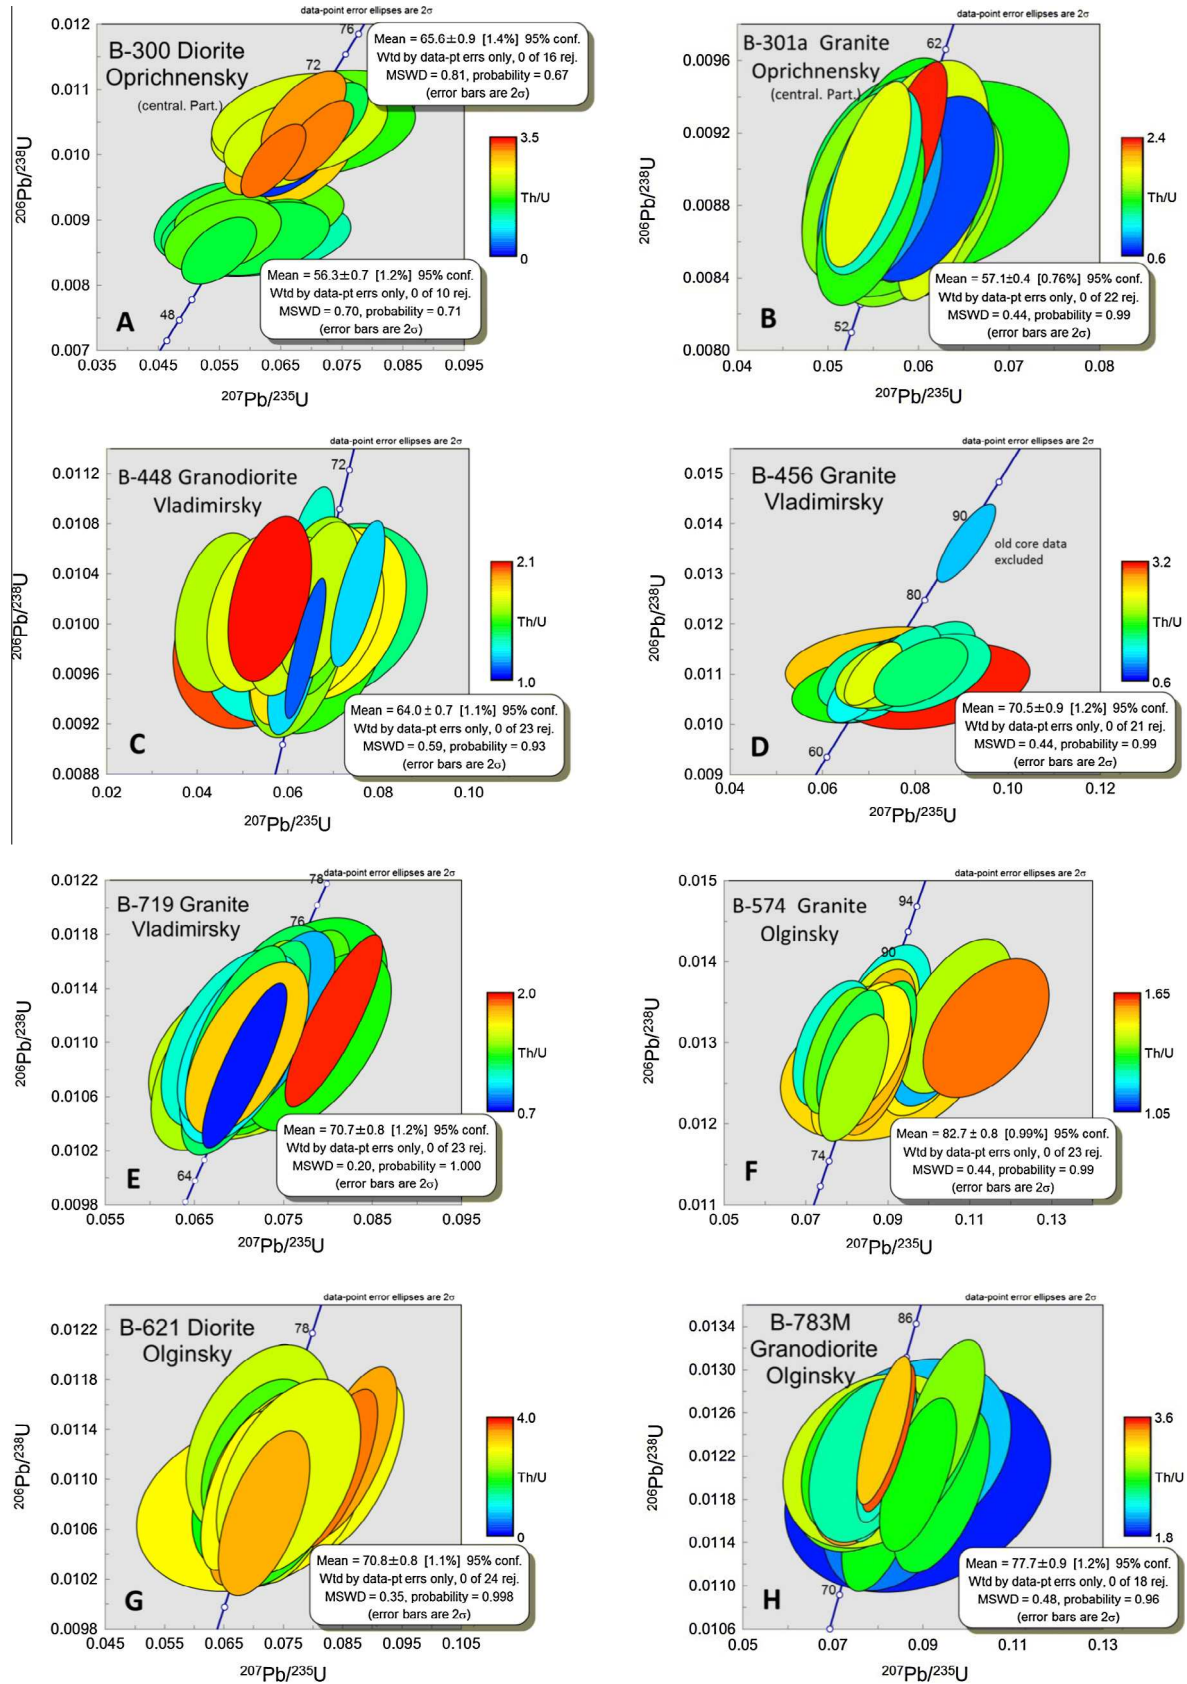 data-point error ellipses are 2σ
B-300 Diorite
Oprichnensky
(central. Part.)
76
72
48
Mean = 65.6±0.9 [1.4%] 95% conf.
Wtd by data-pt errs only, 0 of 16 rej.
MSWD = 0.81, probability = 0.67
(error bars are 2σ)
Mean = 56.3±0.7 [1.2%] 95% conf.
Wtd by data-pt errs only, 0 of 10 rej.
MSWD = 0.70, probability = 0.71
(error bars are 2σ)
3.5
Th/U
0
A
0.012
0.011
0.010
0.009
0.008
0.007
206Pb/238U
0.035 0.045 0.055 0.065 0.075 0.085 0.095
207Pb/235U
data-point error ellipses are 2σ
B-301a Granite
Oprichnensky
(central. Part.)
62
52
Mean = 57.1±0.4 [0.76%] 95% conf.
Wtd by data-pt errs only, 0 of 22 rej.
MSWD = 0.44, probability = 0.99
(error bars are 2σ)
2.4
Th/U
0.6
B
0.0096
0.0092
0.0088
0.0084
0.0080
206Pb/238U
0.04 0.05 0.06 0.07 0.08
207Pb/235U
data-point error ellipses are 2σ
B-448 Granodiorite
Vladimirsky
72
Mean = 64.0±0.7 [1.1%] 95% conf.
Wtd by data-pt errs only, 0 of 23 rej.
MSWD = 0.59, probability = 0.93
(error bars are 2σ)
2.1
Th/U
1.0
C
0.0112
0.0108
0.0104
0.0100
0.0096
0.0092
0.0088
206Pb/238U
0.02 0.04 0.06 0.08 0.10
207Pb/235U
data-point error ellipses are 2σ
B-456 Granite
Vladimirsky
90
old core data
excluded
80
60
Mean = 70.5±0.9 [1.2%] 95% conf.
Wtd by data-pt errs only, 0 of 21 rej.
MSWD = 0.44, probability = 0.99
(error bars are 2σ)
3.2
Th/U
0.6
D
0.015
0.014
0.013
0.012
0.011
0.010
0.009
206Pb/238U
0.04 0.06 0.08 0.10 0.12
207Pb/235U
data-point error ellipses are 2σ
B-719 Granite
Vladimirsky
78
76
64
Mean = 70.7±0.8 [1.2%] 95% conf.
Wtd by data-pt errs only, 0 of 23 rej.
MSWD = 0.20, probability = 1.000
(error bars are 2σ)
2.0
Th/U
0.7
E
0.0122
0.0118
0.0114
0.0110
0.0106
0.0102
0.0098
206Pb/238U
0.055 0.065 0.075 0.085 0.095
207Pb/235U
data-point error ellipses are 2σ
B-574 Granite
Olginsky
94
90
74
Mean = 82.7±0.8 [0.99%] 95% conf.
Wtd by data-pt errs only, 0 of 23 rej.
MSWD = 0.44, probability = 0.99
(error bars are 2σ)
1.65
Th/U
1.05
F
0.015
0.014
0.013
0.012
0.011
206Pb/238U
0.05 0.07 0.09 0.11 0.13
207Pb/235U
data-point error ellipses are 2σ
B-621 Diorite
Olginsky
78
Mean = 70.8±0.8 [1.1%] 95% conf.
Wtd by data-pt errs only, 0 of 24 rej.
MSWD = 0.35, probability = 0.998
(error bars are 2σ)
4.0
Th/U
0
G
0.0122
0.0118
0.0114
0.0110
0.0106
0.0102
0.0098
206Pb/238U
0.045 0.055 0.065 0.075 0.085 0.095 0.105
207Pb/235U
data-point error ellipses are 2σ
B-783M
Granodiorite
Olginsky
86
70
Mean = 77.7±0.9 [1.2%] 95% conf.
Wtd by data-pt errs only, 0 of 18 rej.
MSWD = 0.48, probability = 0.96
(error bars are 2σ)
3.6
Th/U
1.8
H
0.0134
0.0130
0.0126
0.0122
0.0118
0.0114
0.0110
0.0106
206Pb/238U
0.05 0.07 0.09 0.11 0.13
207Pb/235U